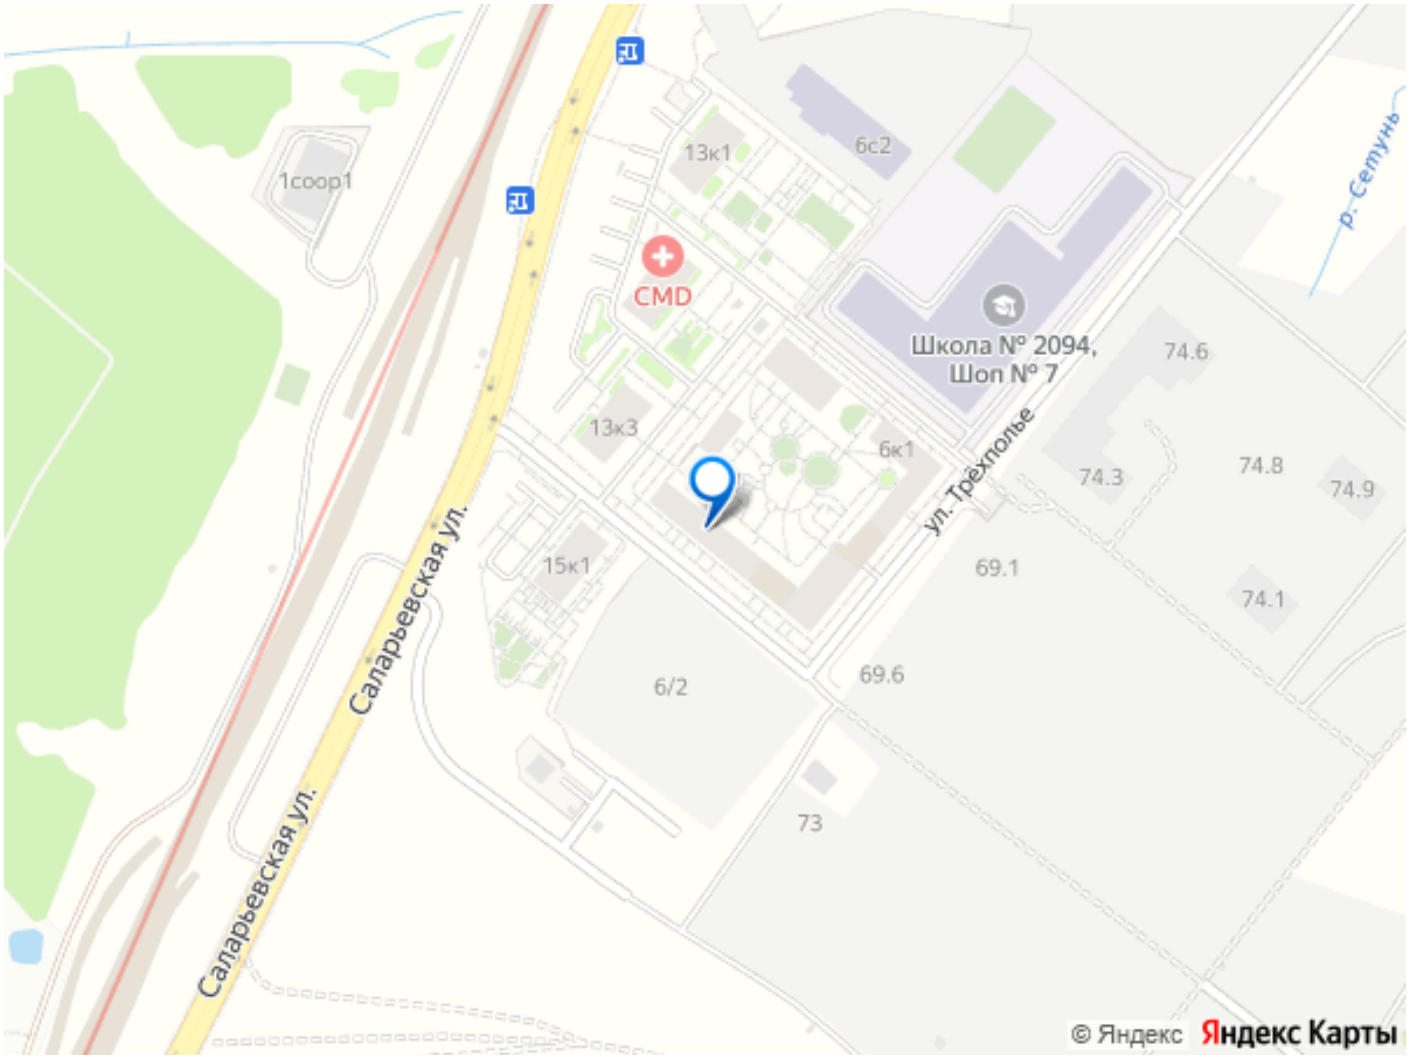 13к1
6с2
р. Сетунь
1соор1
CMD
Школа № 2094,
Шоп № 7
74.6
13к3
6к1
ул. Трёхполье
74.3
74.8
74.9
15к1
69.1
74.1
Саларьевская ул.
6/2
69.6
73
Саларьевская ул.
© Яндекс Яндекс Карты